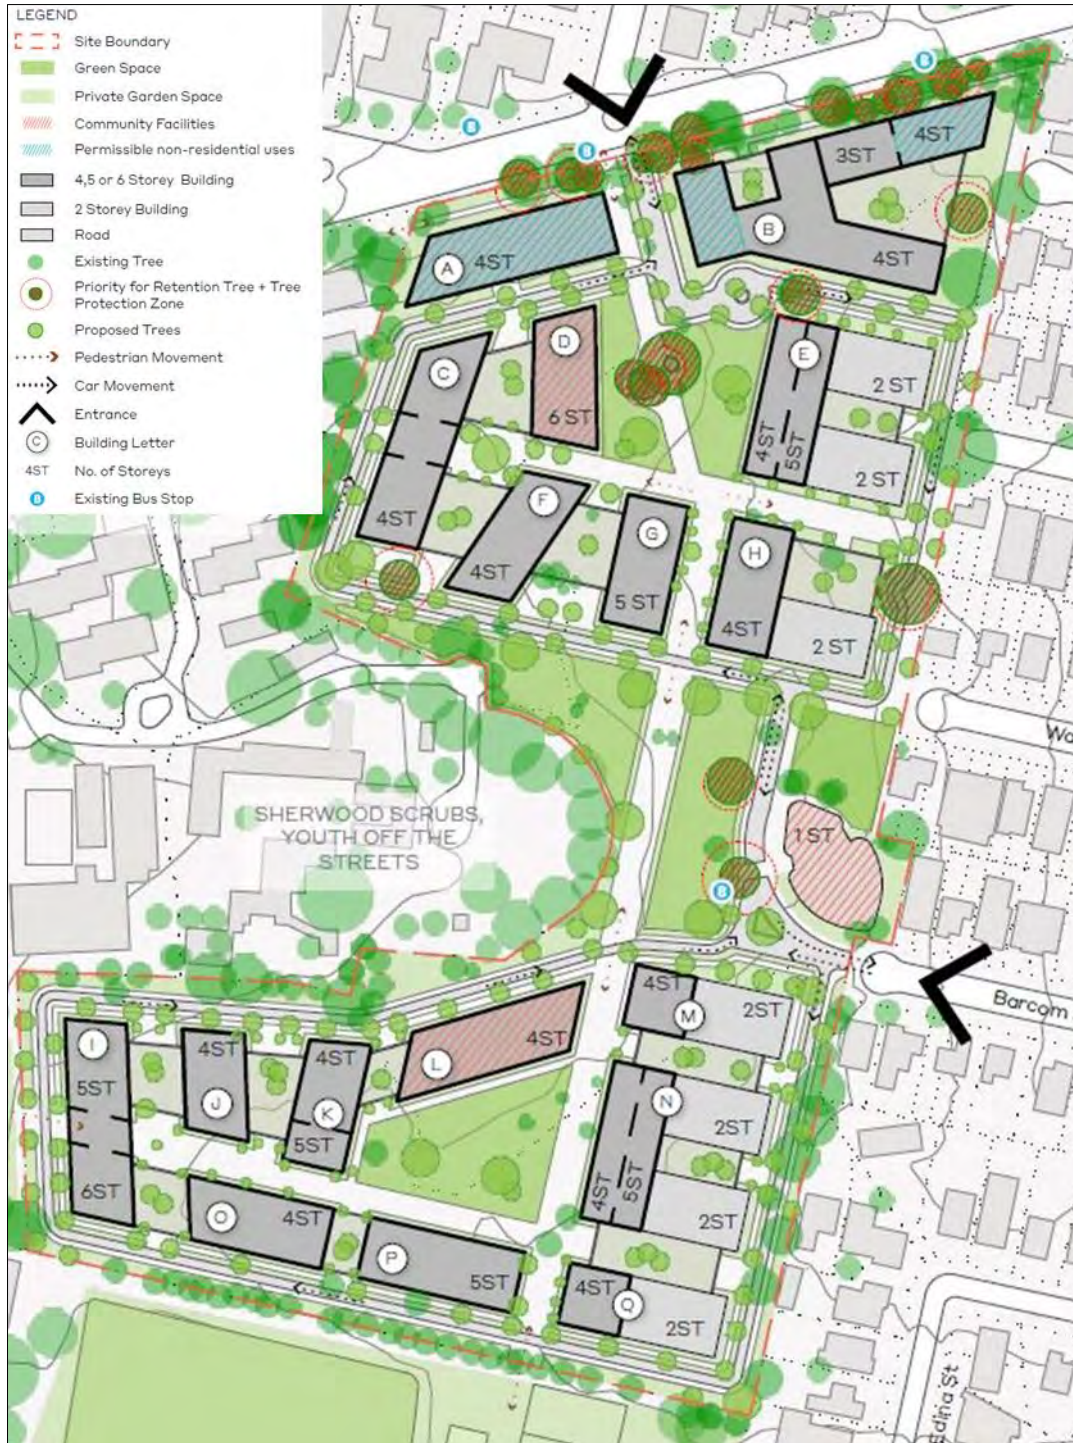 LEGEND
Site Boundary
Green Space
Private Garden Space
Community Facilities
Permissible non-residential uses
4,5 or 6 Storey Building
2 Storey Building
Road
Existing Tree
Priority for Retention Tree + Tree
Protection Zone
Proposed Trees
Pedestrian Movement
Car Movement
Entrance
C Building Letter
4ST No. of Storeys
B Existing Bus Stop
B
B
B
4ST
3ST
B
4ST
A
4ST
D
6 ST
C
4ST
E
2 ST
4ST
5ST
2 ST
F
4ST
G
5 ST
H
4ST
2 ST
Wa
SHERWOOD SCRUBS,
YOUTH OFF THE
STREETS
1 ST
B
Barcom
4ST
M
2ST
4ST
L
I
5ST
6ST
4ST
J
4ST
K
5ST
N
2ST
4ST
5ST
2ST
O
4ST
P
5ST
4ST
Q
2ST
Edina St